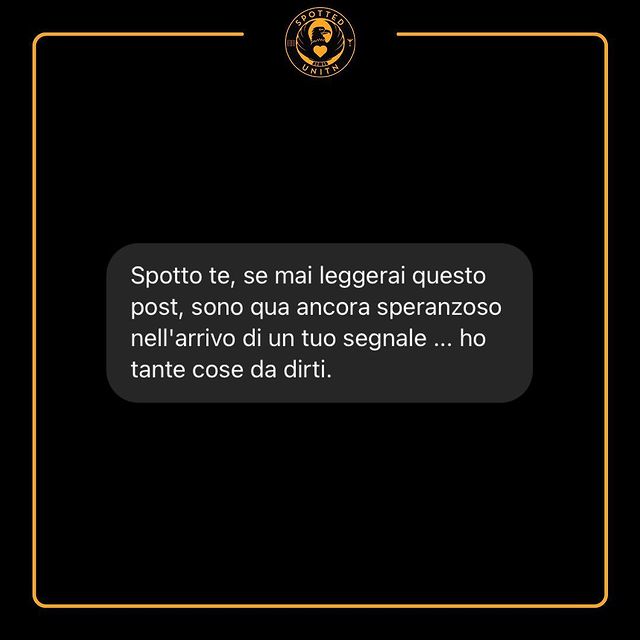 SPOTTED
UNITN
Spotto te, se mai leggerai questo
post, sono qua ancora speranzoso
nell'arrivo di un tuo segnale ... ho
tante cose da dirti.